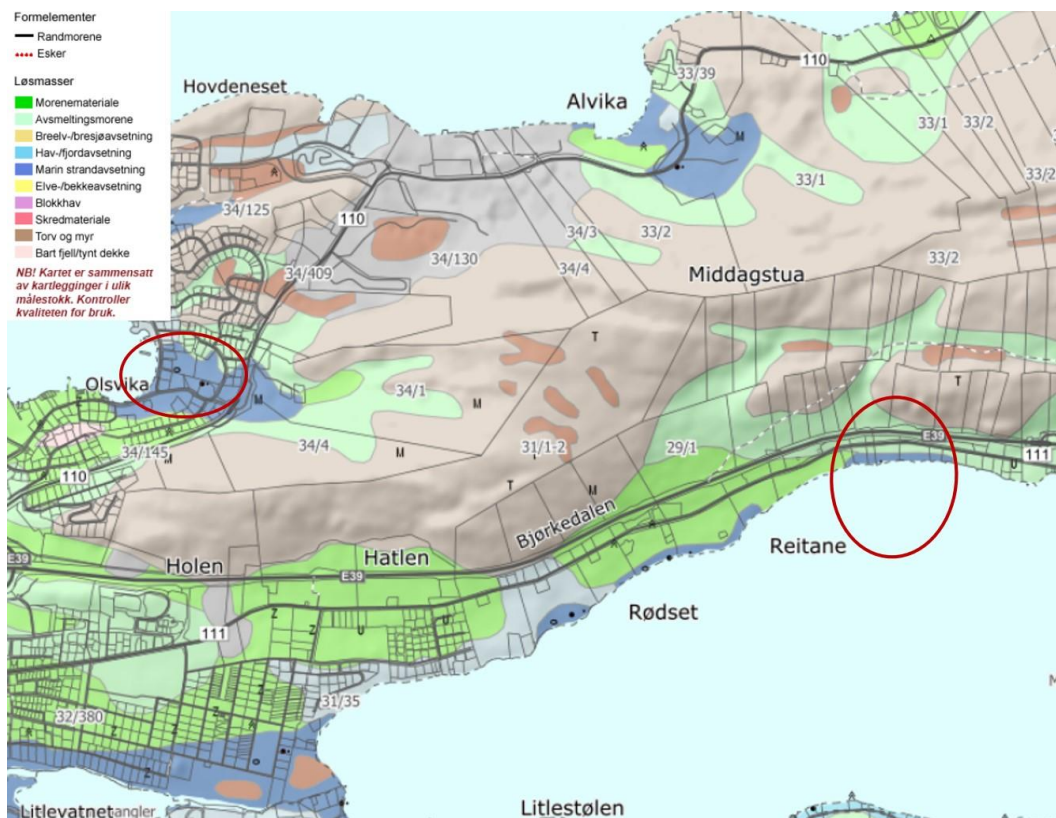 Formelementer
Randmorene
Esker
Løsmasser
Morenemateriale
Avsmeltingsmorene
Breelv-/bresjøavsetning
Hav-/fjordavsetning
Marin strandavsetning
Elve-/bekkeavsetning
Blokkhav
Skredmateriale
Torv og myr
Bart fjell/tynt dekke
NB! Kartet er sammensatt
av kartlegginger i ulik
målestokk. Kontroller
kvaliteten for bruk.
110
33/39
Hovdeneset
Alvika
M
33/1
33/2
33/1
33/2
34/125
110
34/3
33/2
34/130
34/4
34/409
Middagstua
33/2
T
Olsvika
34/1
M
M
T
E39
34/4
31/1-2
29/1
111
U
34/145
M
M
110
T
M
Bjørkedalen
Reitane
Holen
Hatlen
E39
E39
Rødset
111
Z
Z
U
U
31/35
32/380
Z
Z
Z
M
Litlevatnet
angler
Litlestølen